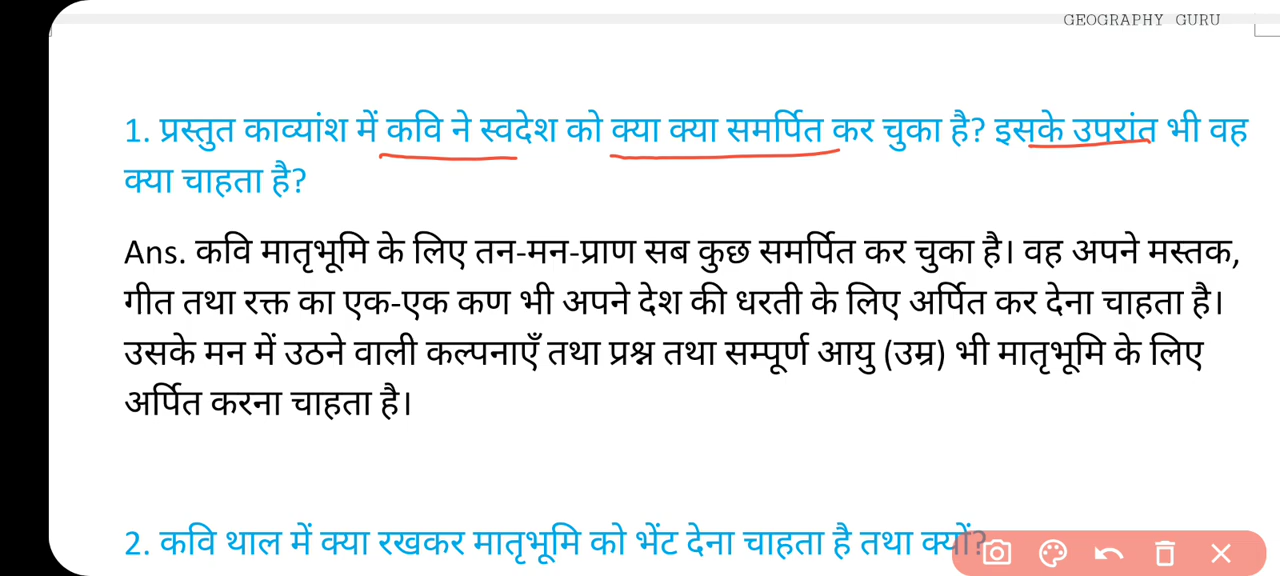 GEOGRAPHY GURU
1. प्रस्तुत काव्यांश में कवि ने स्वदेश को क्या क्या समर्पित कर चुका है? इसके उपरांत भी वह
क्या चाहता है?
Ans. कवि मातृभूमि के लिए तन-मन-प्राण सब कुछ समर्पित कर चुका है। वह अपने मस्तक,
गीत तथा रक्त का एक-एक कण भी अपने देश की धरती के लिए अर्पित कर देना चाहता है।
उसके मन में उठने वाली कल्पनाएँ तथा प्रश्न तथा सम्पूर्ण आयु (उम्र) भी मातृभूमि के लिए
अर्पित करना चाहता है।
2. कवि थाल में क्या रखकर मातृभूमि को भेंट देना चाहता है तथा क्यों?